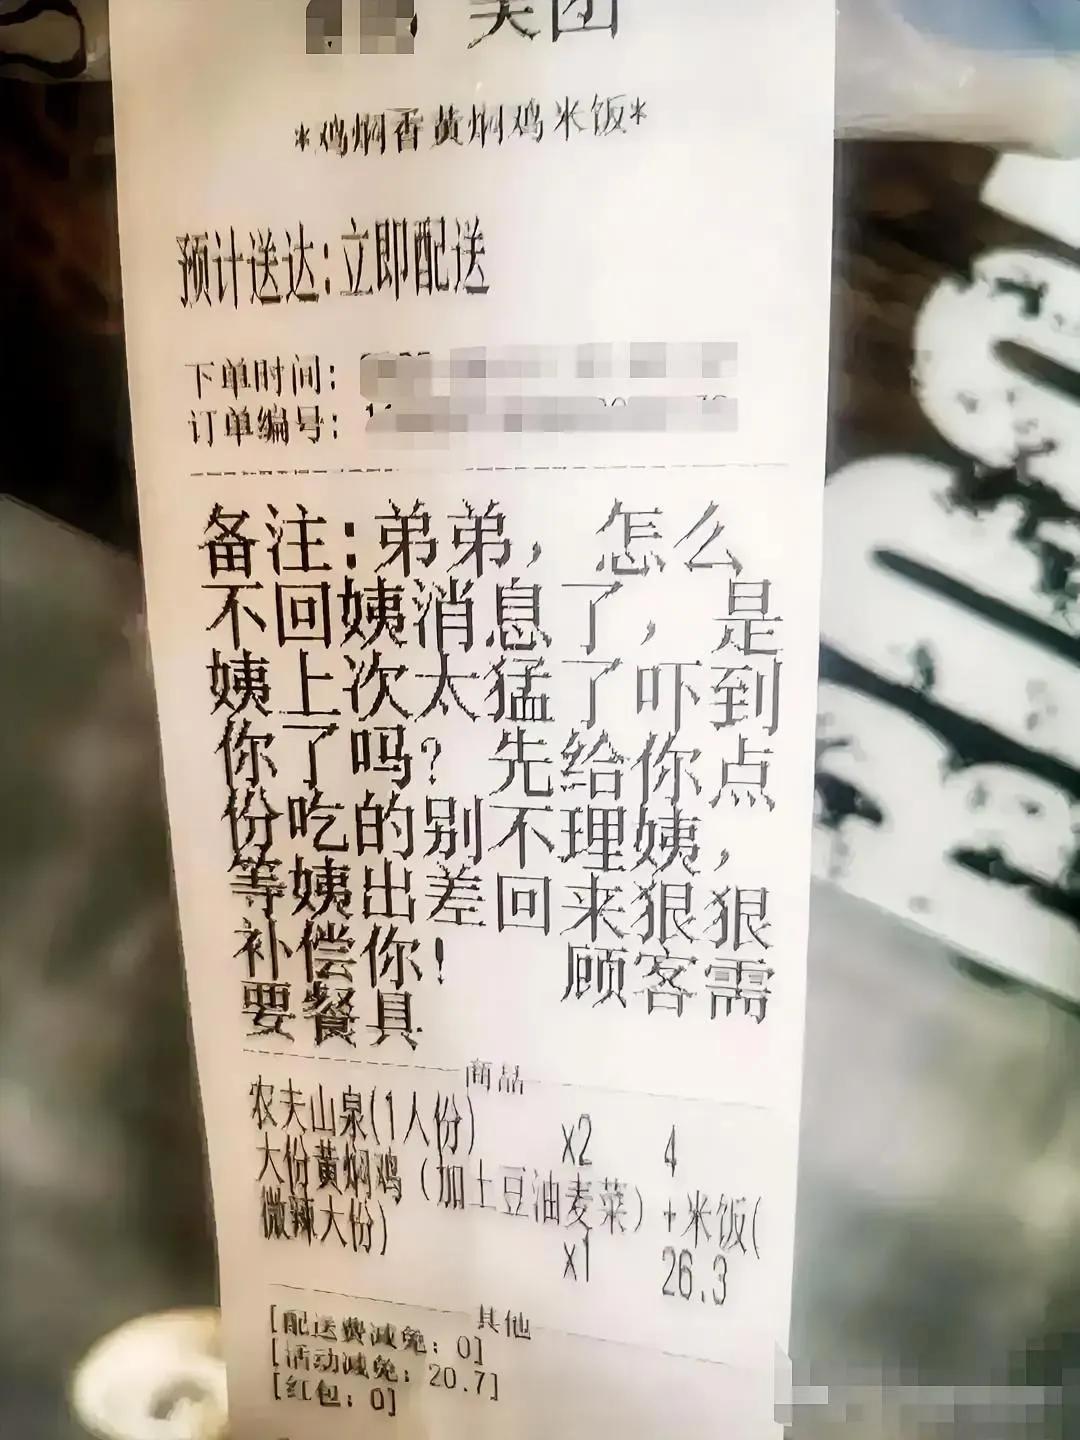 美团
*鸡焖香黄焖鸡米饭*
预计送达:立即配送
下单时间:
订单编号:
备注:弟弟，怎么
不回姨消息了，是
姨上次太猛了吓到
你了吗？先给你点
份吃的别不理姨，
等姨出差回来狠狠
补偿你！ 顾客需
要餐具
商品
农夫山泉(1人份) x2 4
大份黄焖鸡（加土豆油麦菜）+米饭(
微辣大份) x1 26.3
其他
[配送费减免: 0]
[活动减免: 20.7]
[红包: 0]